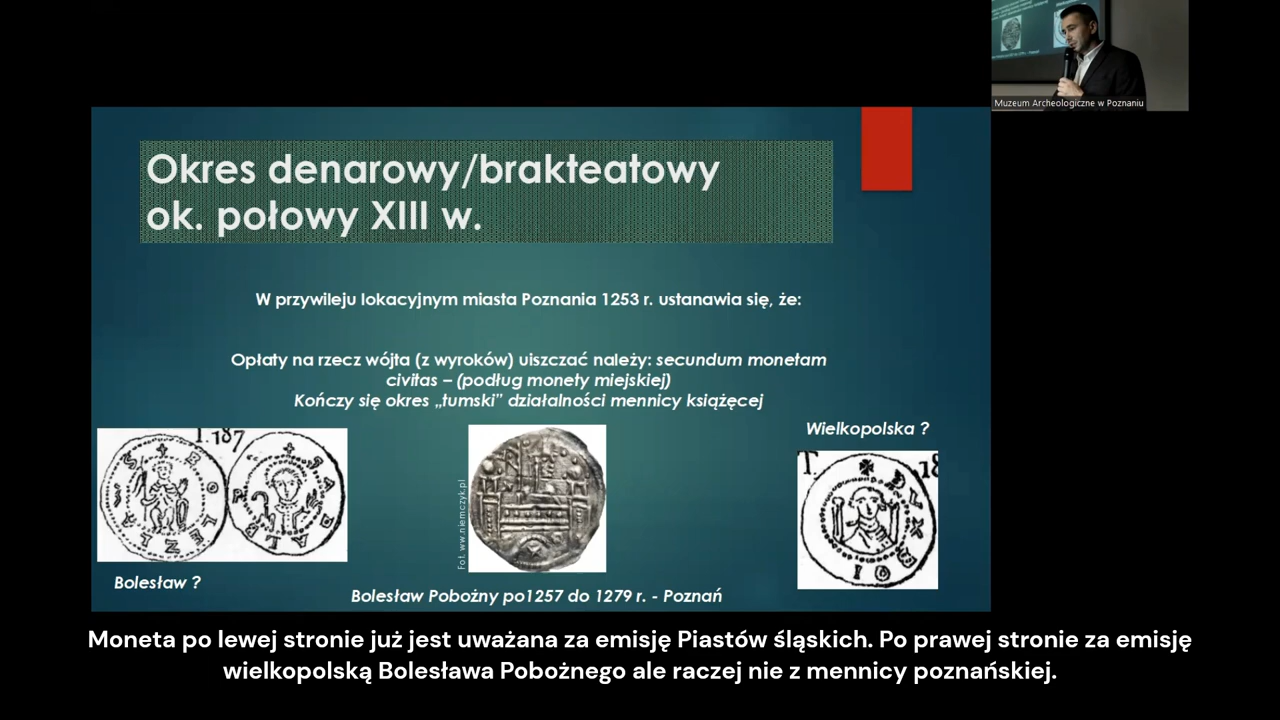 Muzeum Archeologiczne w Poznaniu
Okres denarowy/brakteatowy
ok. połowy XIII w.
W przywileju lokacyjnym miasta Poznania 1253 r. ustanawia się, że:
Opłaty na rzecz wójta (z wyroków) uiszczać należy: secundum monetam
civitas – (podług monety miejskiej)
Kończy się okres „tumski” działalności mennicy książęcej
Wielkopolska ?
T. 187
T. 18
Fot. ww.niemczyk.pl
Bolesław ?
Bolesław Pobożny po1257 do 1279 r. - Poznań
Moneta po lewej stronie już jest uważana za emisję Piastów śląskich. Po prawej stronie za emisję
wielkopolską Bolesława Pobożnego ale raczej nie z mennicy poznańskiej.